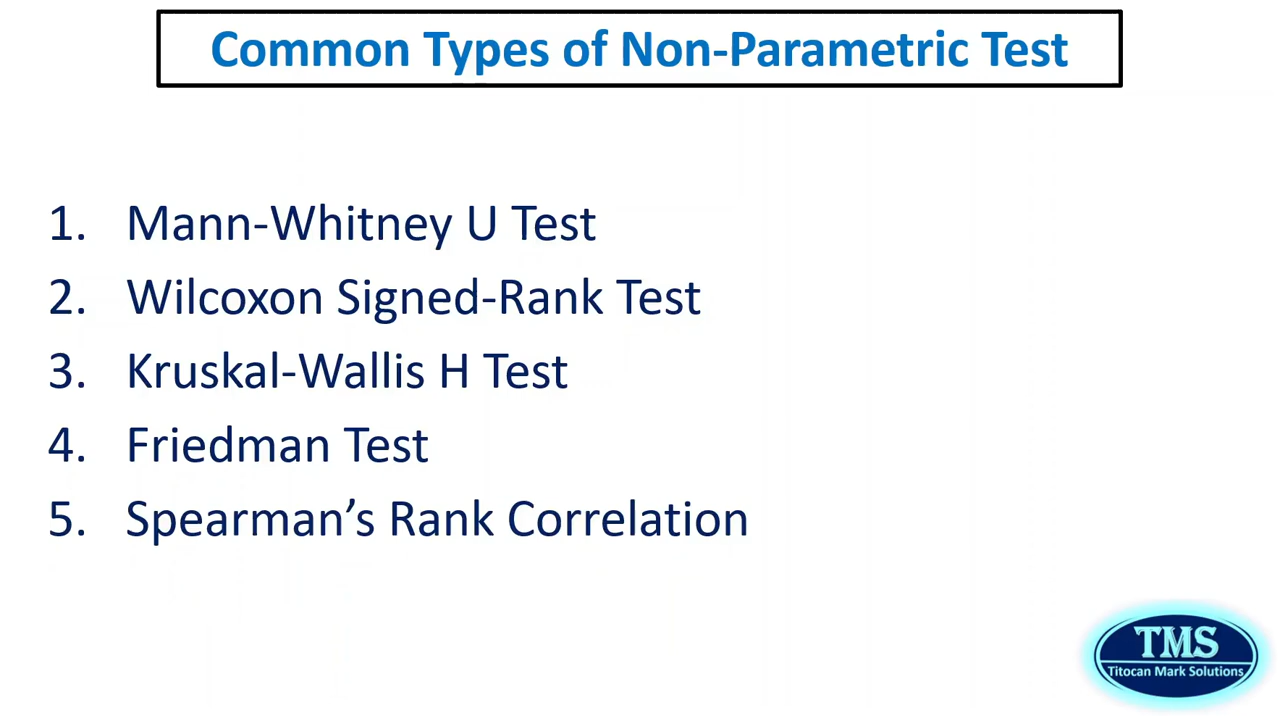 Common Types of Non-Parametric Test
1. Mann-Whitney U Test
2. Wilcoxon Signed-Rank Test
3. Kruskal-Wallis H Test
4. Friedman Test
5. Spearman’s Rank Correlation
TMS
Titocan Mark Solutions